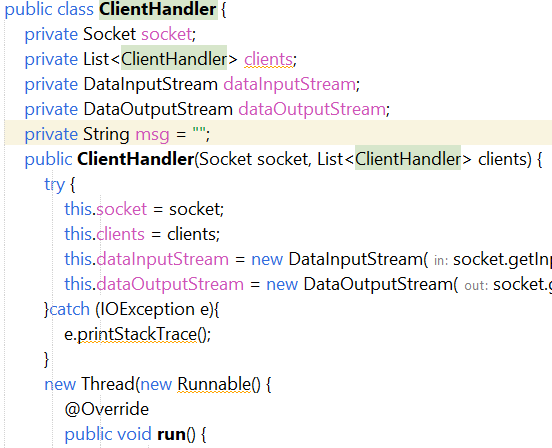 public class ClientHandler {
private Socket socket;
private List<ClientHandler> clients;
private DataInputStream dataInputStream;
private DataOutputStream dataOutputStream;
private String msg = "";
public ClientHandler(Socket socket, List<ClientHandler> clients) {
try {
this.socket = socket;
this.clients = clients;
this.dataInputStream = new DataInputStream( in: socket.getInp
this.dataOutputStream = new DataOutputStream( out: socket.g
}catch (IOException e){
e.printStackTrace();
}
new Thread(new Runnable() {
@Override
public void run() {